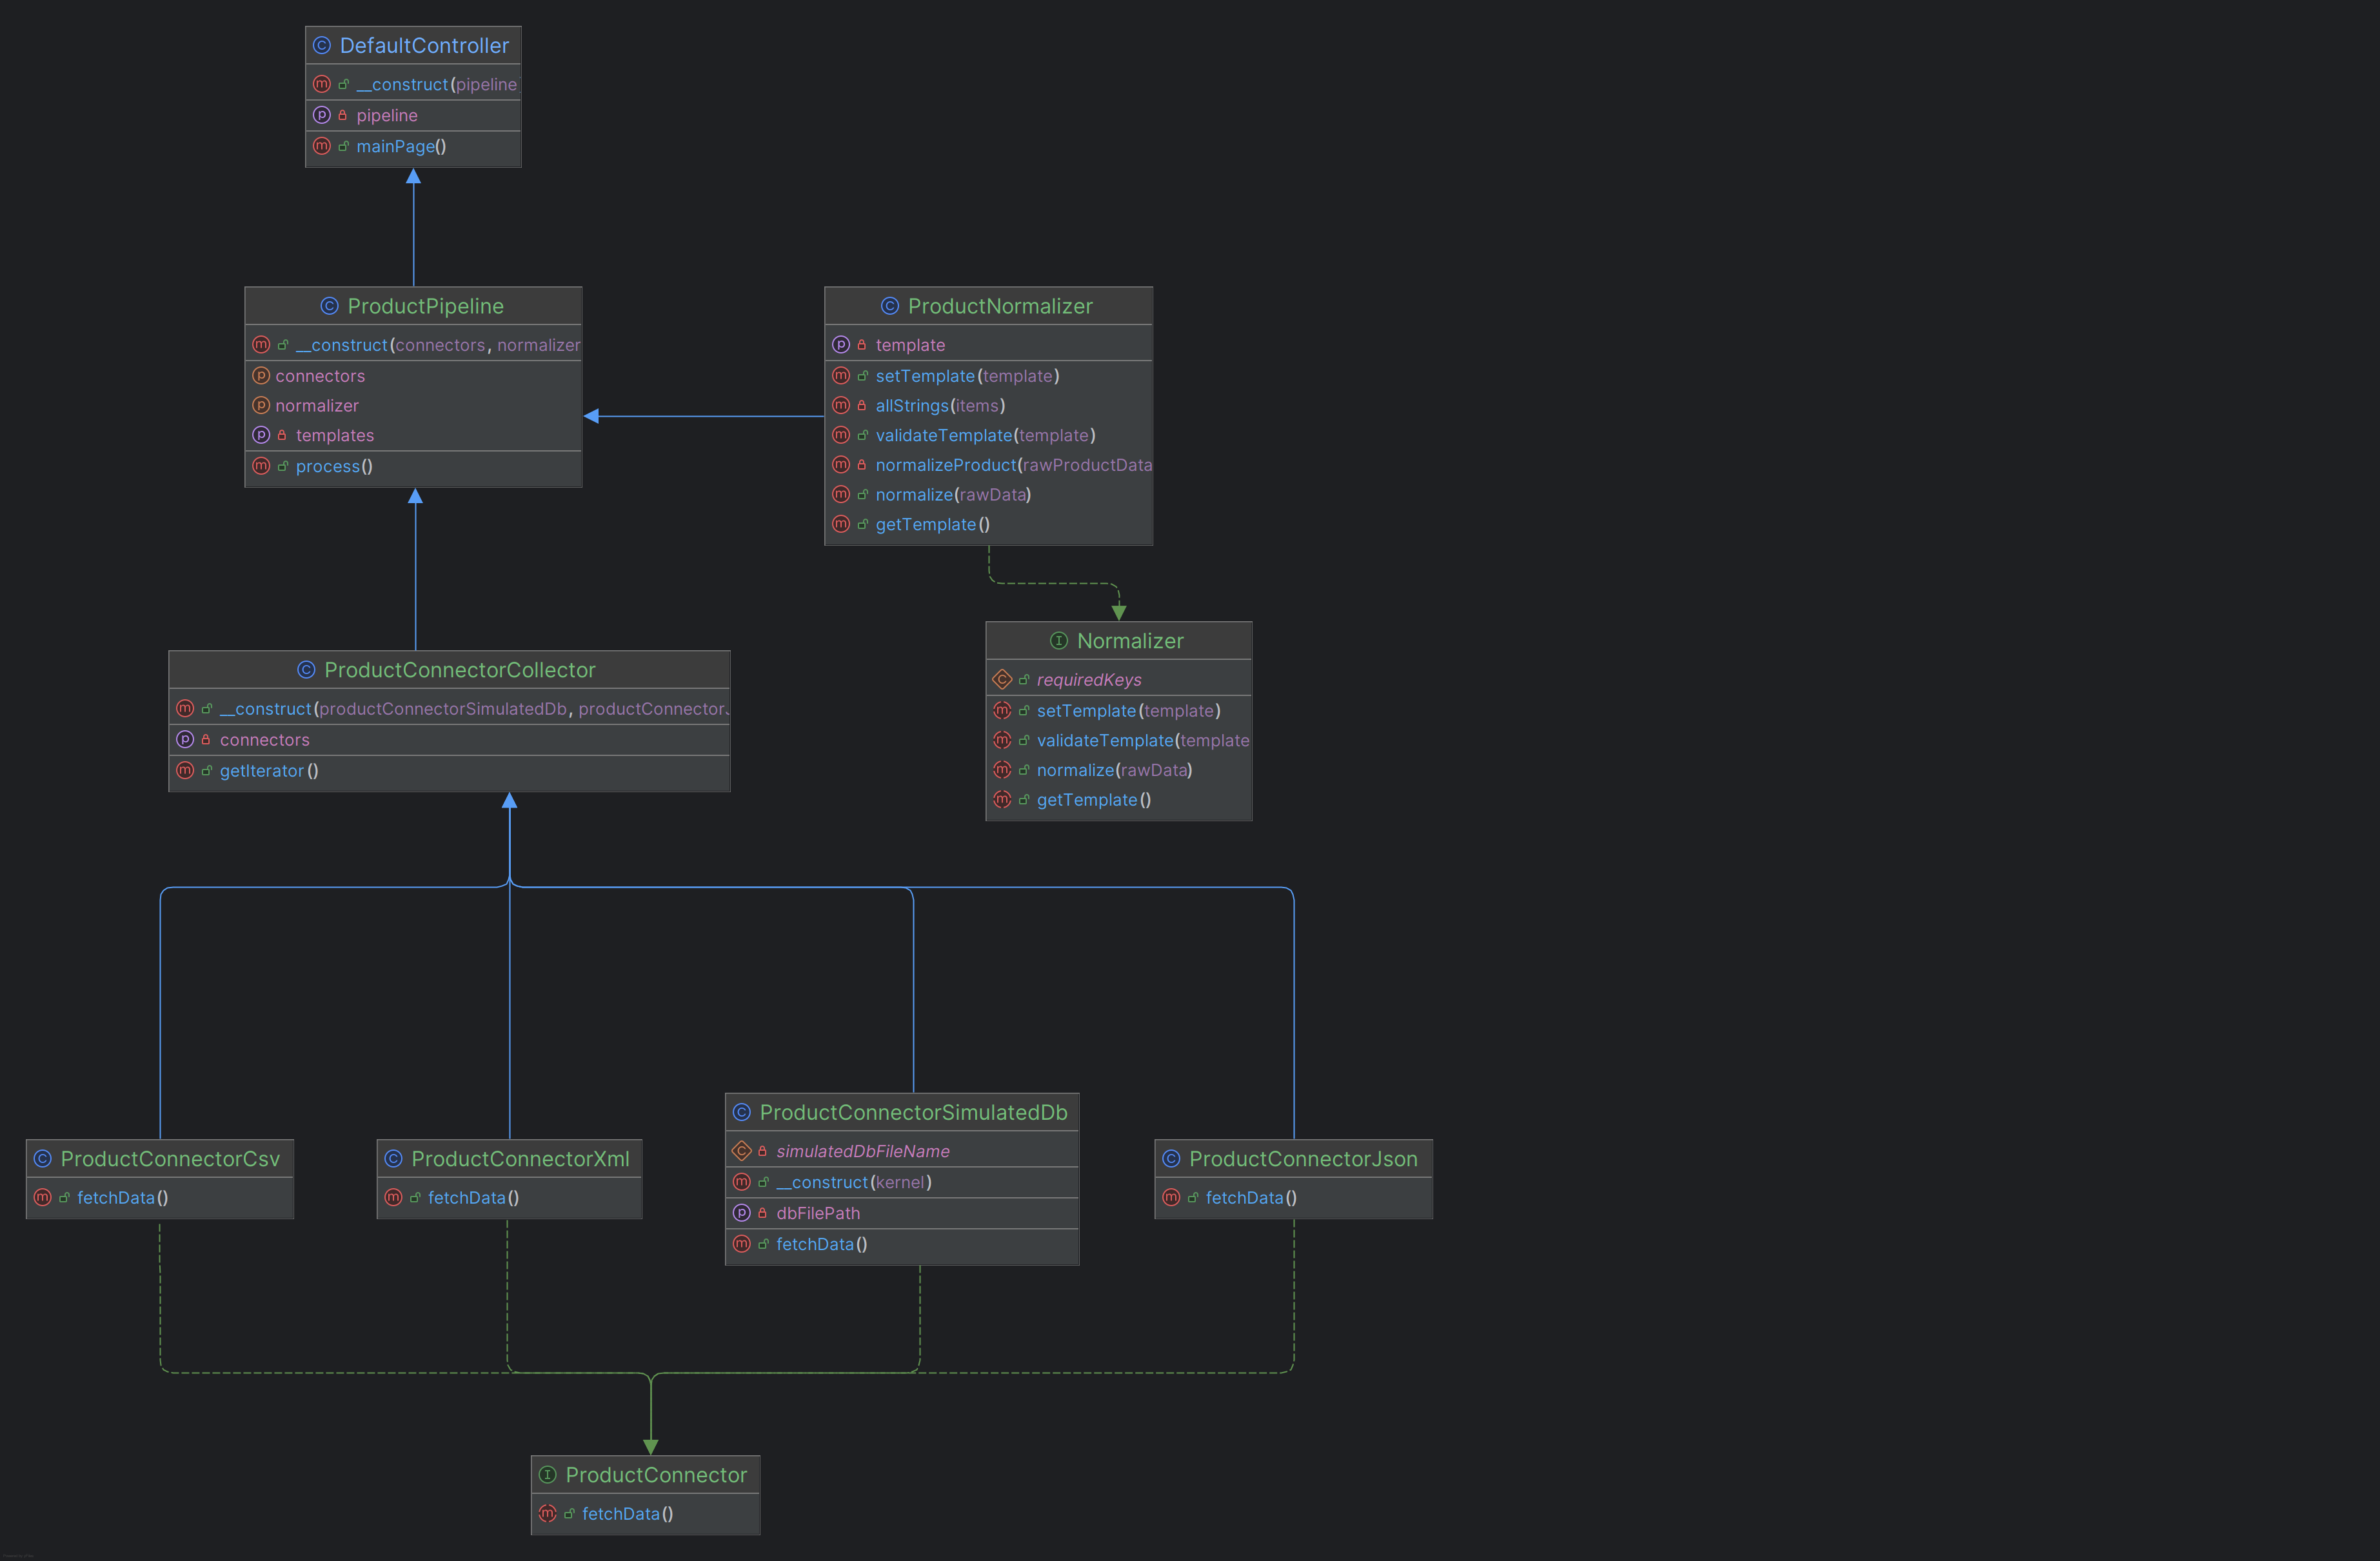 DefaultController
__construct(pipeline
pipeline
mainPage()
ProductPipeline
__construct(connectors, normalizer
connectors
normalizer
templates
process()
ProductNormalizer
template
setTemplate(template)
allStrings(items)
validateTemplate(template)
normalizeProduct(rawProductData
normalize(rawData)
getTemplate()
Normalizer
requiredKeys
setTemplate(template)
validateTemplate(template
normalize(rawData)
getTemplate()
ProductConnectorCollector
__construct(productConnectorSimulatedDb, productConnectorJ
connectors
getIterator()
ProductConnectorCsv
fetchData()
ProductConnectorXml
fetchData()
ProductConnectorSimulatedDb
simulatedDbFileName
__construct(kernel)
dbFilePath
fetchData()
ProductConnectorJson
fetchData()
ProductConnector
fetchData()